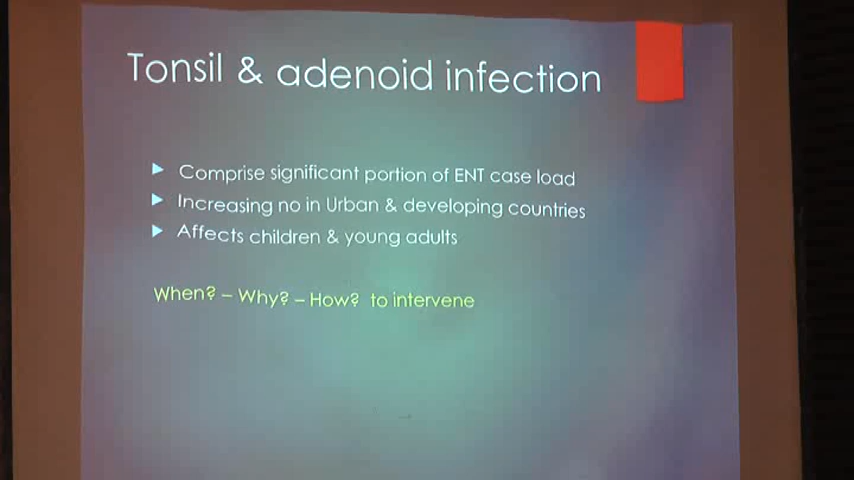 Tonsil & adenoid infection
Comprise significant portion of ENT case load
Increasing no in Urban & developing countries
Affects children & young adults
When? – Why? – How? to intervene